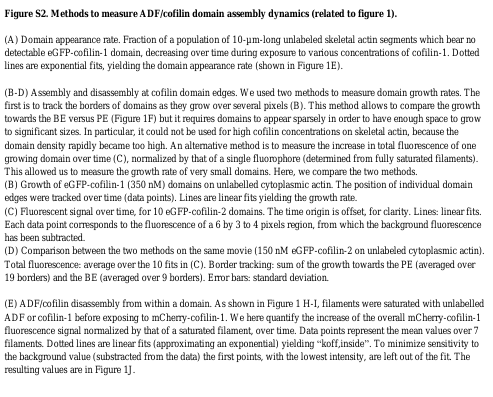 Figure S2. Methods to measure ADF/cofilin domain assembly dynamics (related to figure 1).
(A) Domain appearance rate. Fraction of a population of 10-µm-long unlabeled skeletal actin segments which bear no
detectable eGFP-cofilin-1 domain, decreasing over time during exposure to various concentrations of cofilin-1. Dotted
lines are exponential fits, yielding the domain appearance rate (shown in Figure 1E).
(B-D) Assembly and disassembly at cofilin domain edges. We used two methods to measure domain growth rates. The
first is to track the borders of domains as they grow over several pixels (B). This method allows to compare the growth
towards the BE versus PE (Figure 1F) but it requires domains to appear sparsely in order to have enough space to grow
to significant sizes. In particular, it could not be used for high cofilin concentrations on skeletal actin, because the
domain density rapidly became too high. An alternative method is to measure the increase in total fluorescence of one
growing domain over time (C), normalized by that of a single fluorophore (determined from fully saturated filaments).
This allowed us to measure the growth rate of very small domains. Here, we compare the two methods.
(B) Growth of eGFP-cofilin-1 (350 nM) domains on unlabelled cytoplasmic actin. The position of individual domain
edges were tracked over time (data points). Lines are linear fits yielding the growth rate.
(C) Fluorescent signal over time, for 10 eGFP-cofilin-2 domains. The time origin is offset, for clarity. Lines: linear fits.
Each data point corresponds to the fluorescence of a 6 by 3 to 4 pixels region, from which the background fluorescence
has been subtracted.
(D) Comparison between the two methods on the same movie (150 nM eGFP-cofilin-2 on unlabeled cytoplasmic actin).
Total fluorescence: average over the 10 fits in (C). Border tracking: sum of the growth towards the PE (averaged over
19 borders) and the BE (averaged over 9 borders). Error bars: standard deviation.
(E) ADF/cofilin disassembly from within a domain. As shown in Figure 1 H-I, filaments were saturated with unlabelled
ADF or cofilin-1 before exposing to mCherry-cofilin-1. We here quantify the increase of the overall mCherry-cofilin-1
fluorescence signal normalized by that of a saturated filament, over time. Data points represent the mean values over 7
filaments. Dotted lines are linear fits (approximating an exponential) yielding “koff,inside”. To minimize sensitivity to
the background value (substracted from the data) the first points, with the lowest intensity, are left out of the fit. The
resulting values are in Figure 1J.